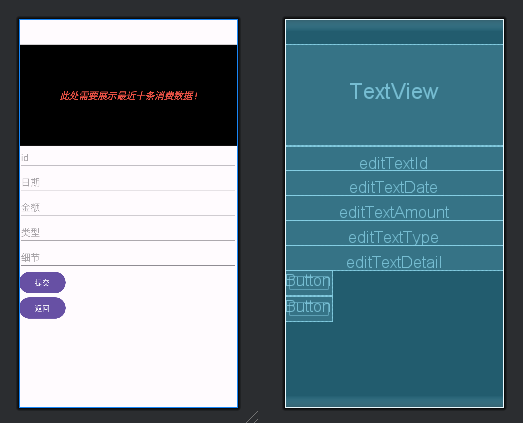 此处需要展示最近十条消费数据!
id
日期
金额
类型
细节
提交
返回
TextView
editTextId
editTextDate
editTextAmount
editTextType
editTextDetail
Button
Button